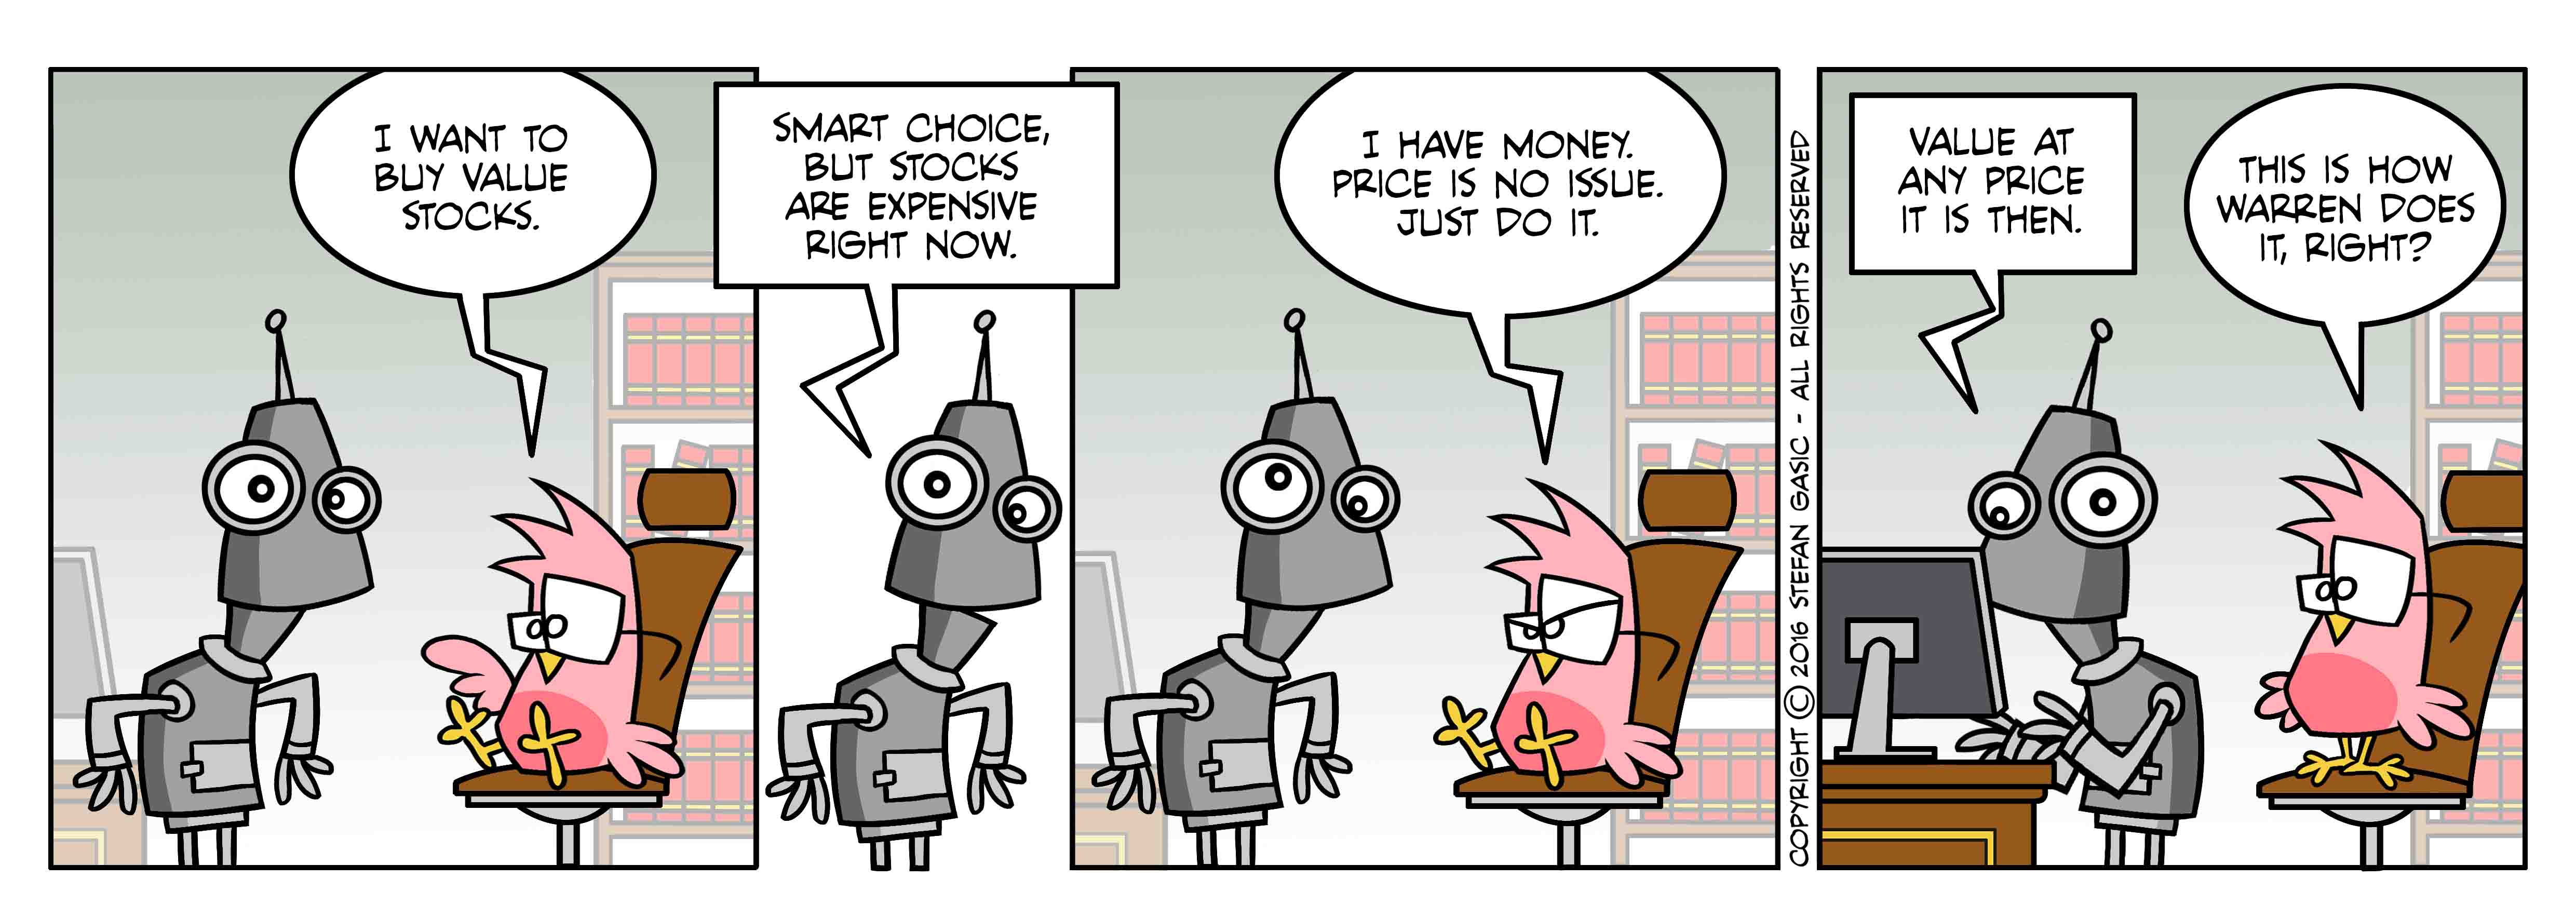 I WANT TO
BUY VALUE
STOCKS.
SMART CHOICE,
BUT STOCKS
ARE EXPENSIVE
RIGHT NOW.
I HAVE MONEY.
PRICE IS NO ISSUE.
JUST DO IT.
COPYRIGHT © 2016 STEFAN GASIC - ALL RIGHTS RESERVED
VALUE AT
ANY PRICE
IT IS THEN.
THIS IS HOW
WARREN DOES
IT, RIGHT?